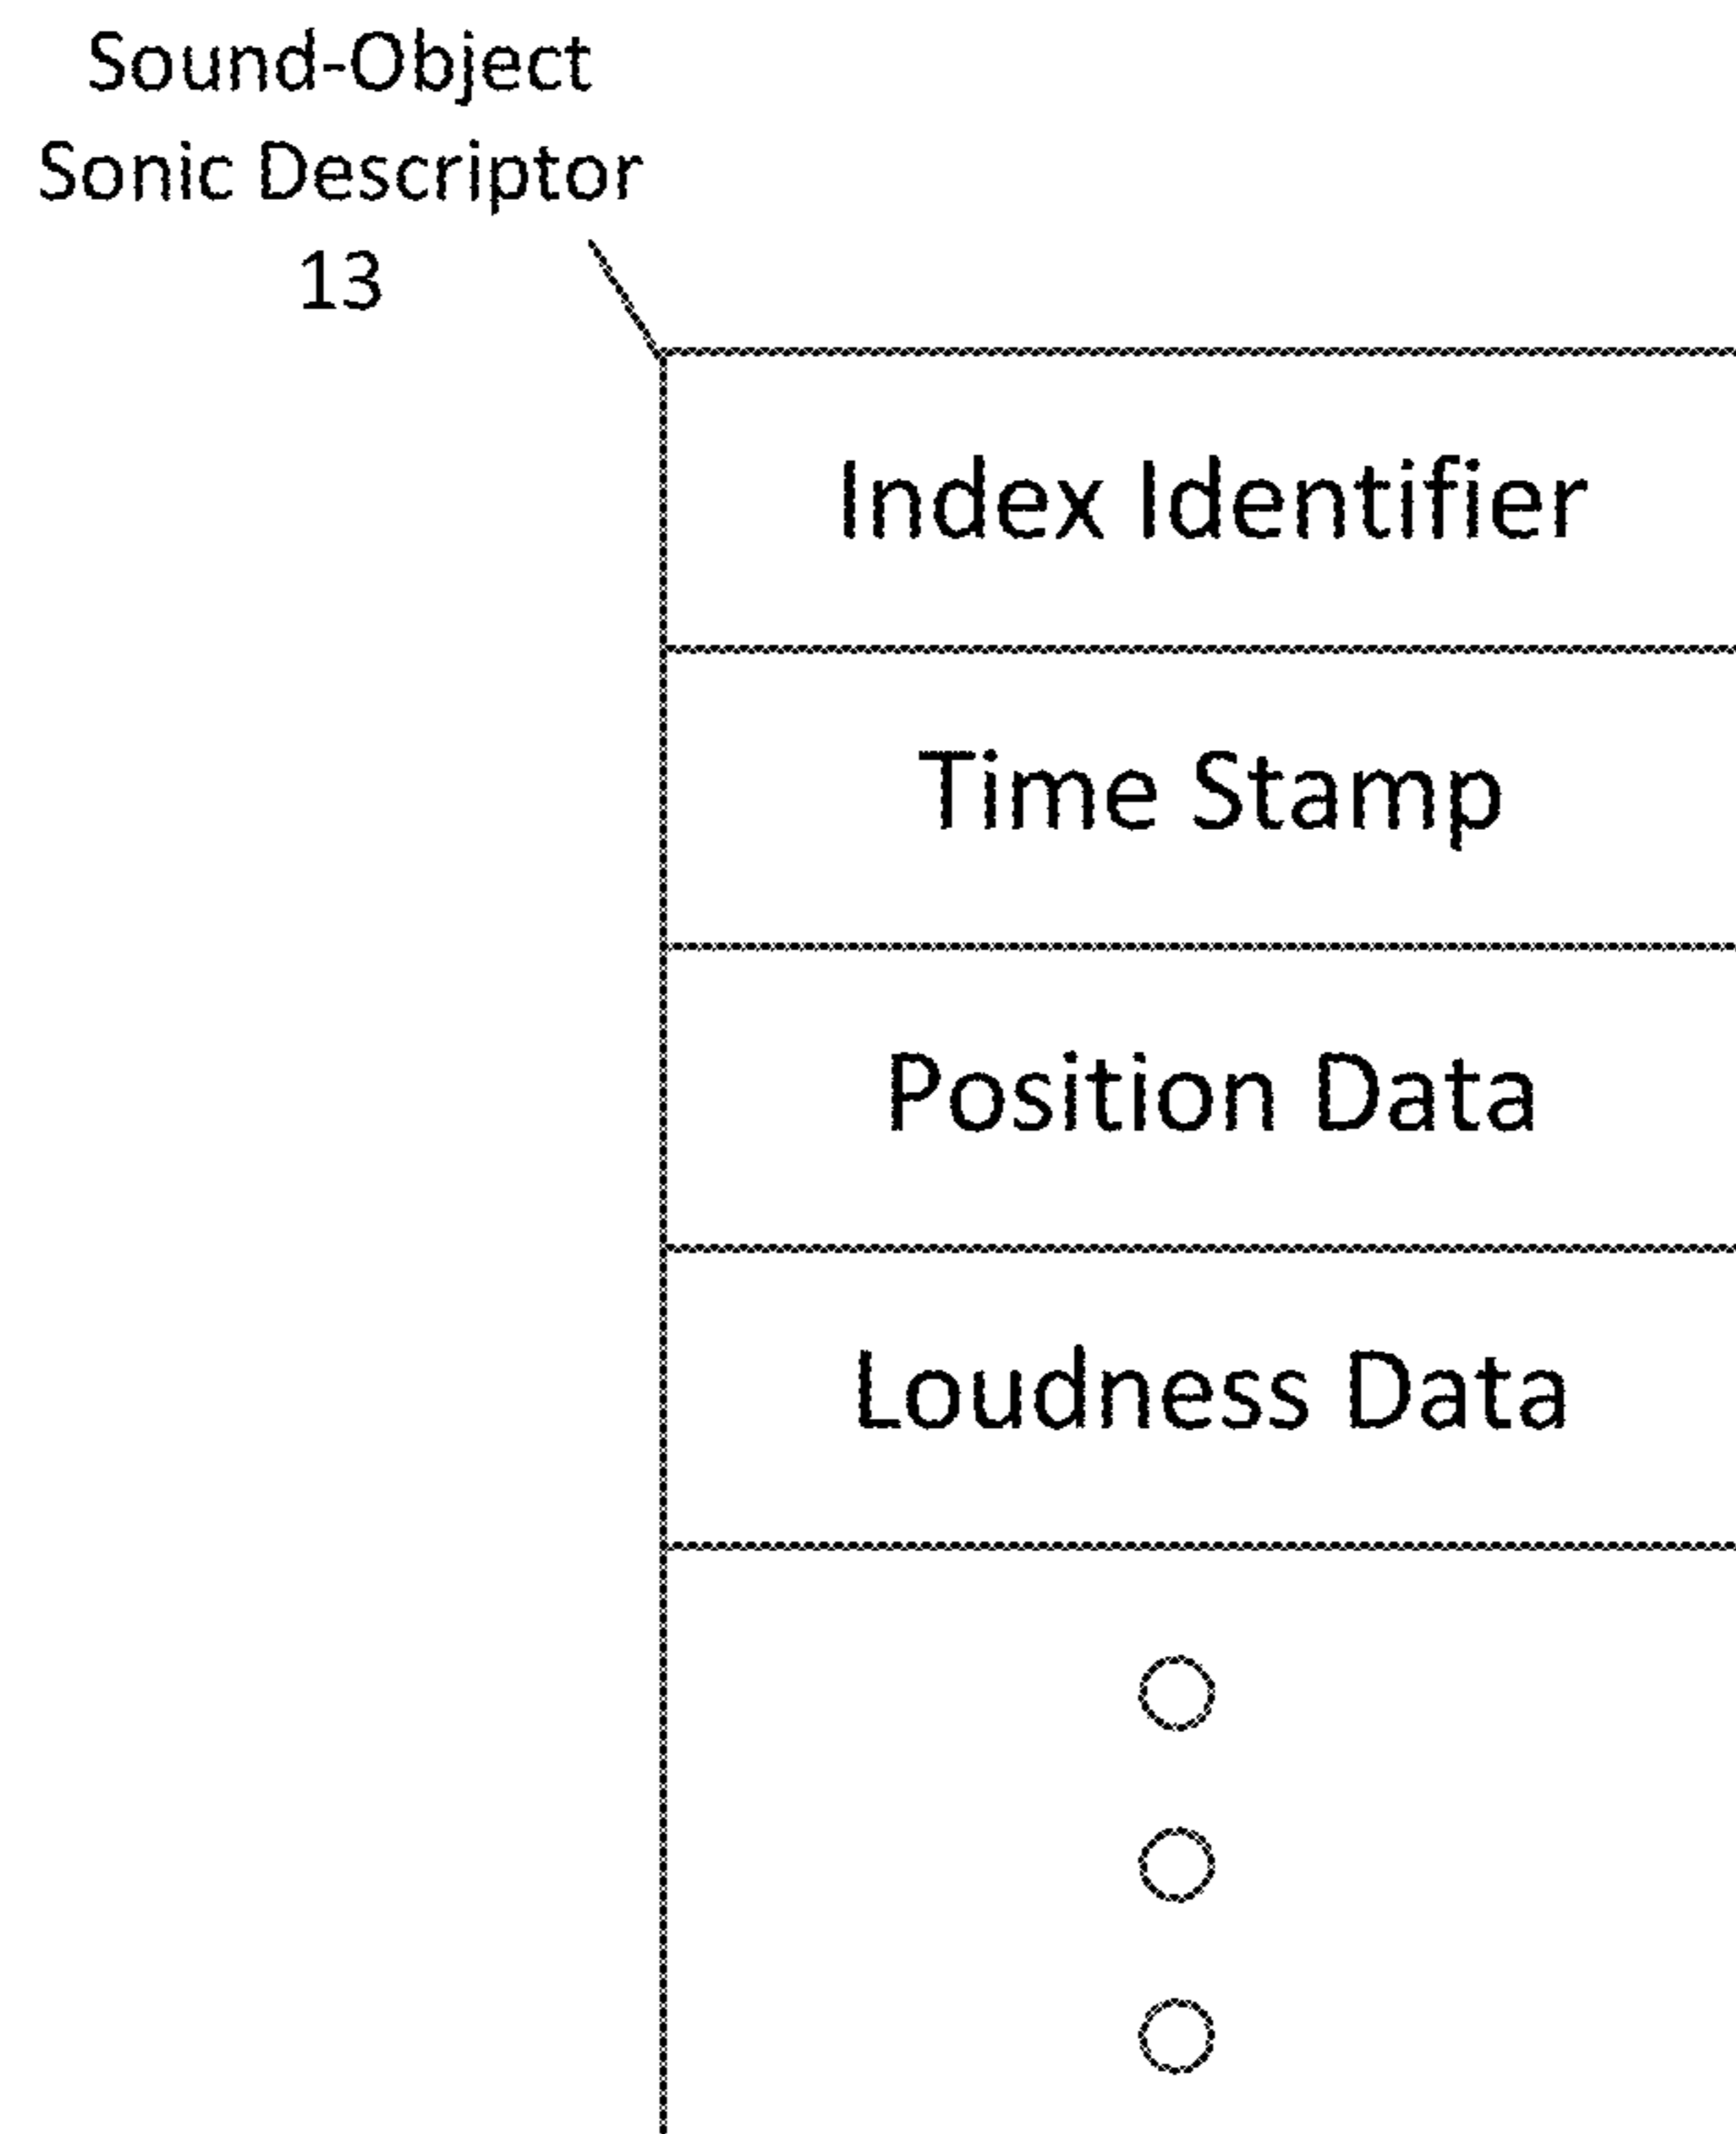 Sound-Object
Sonic Descriptor
13
Index Identifier
Time Stamp
Position Data
Loudness Data